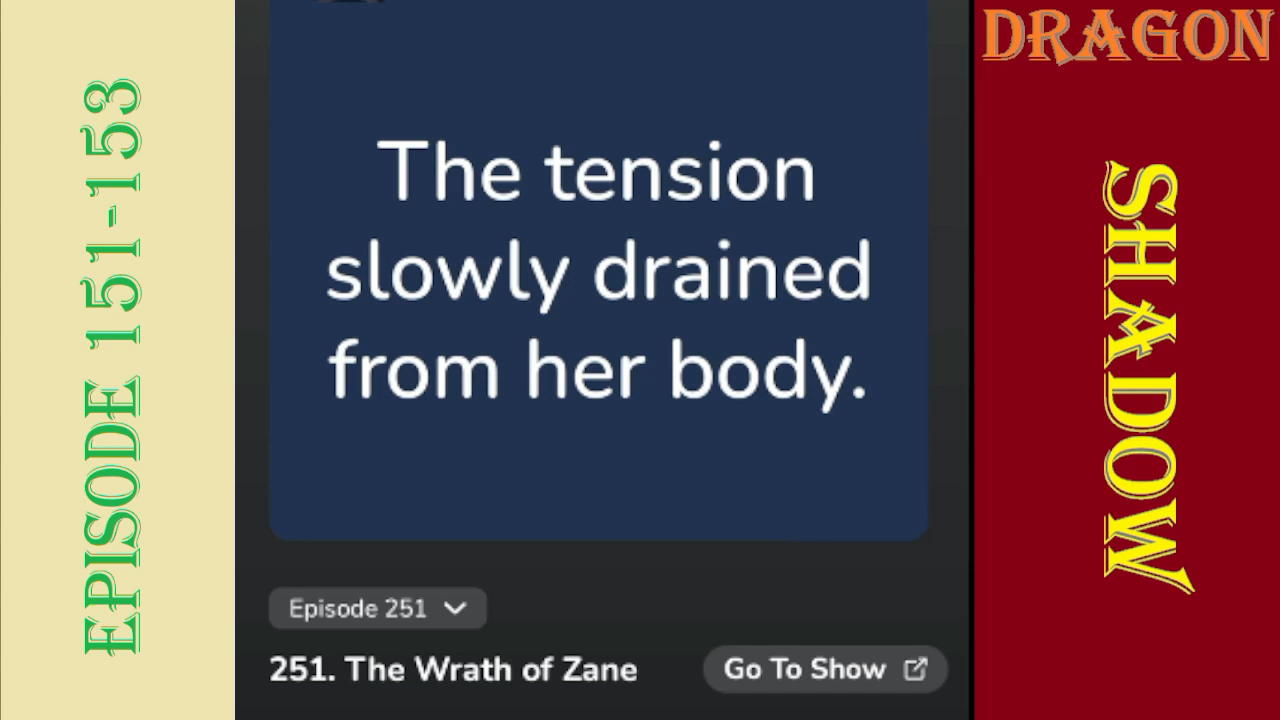 EPISODE 151-153
The tension
slowly drained
from her body.
Episode 251
251. The Wrath of Zane
Go To Show
DRAGON
SHADOW